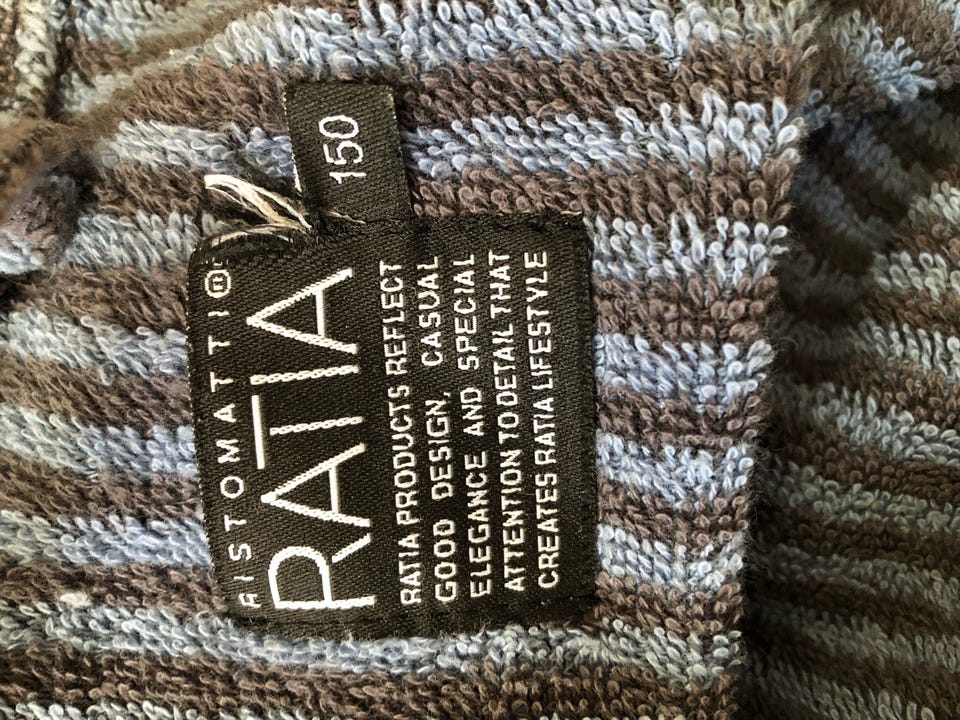 150
RISTOMATTI®
RATIA
RATIA PRODUCTS REFLECT
GOOD DESIGN, CASUAL
ELEGANCE AND SPECIAL
ATTENTION TO DETAIL THAT
CREATES RATIA LIFESTYLE